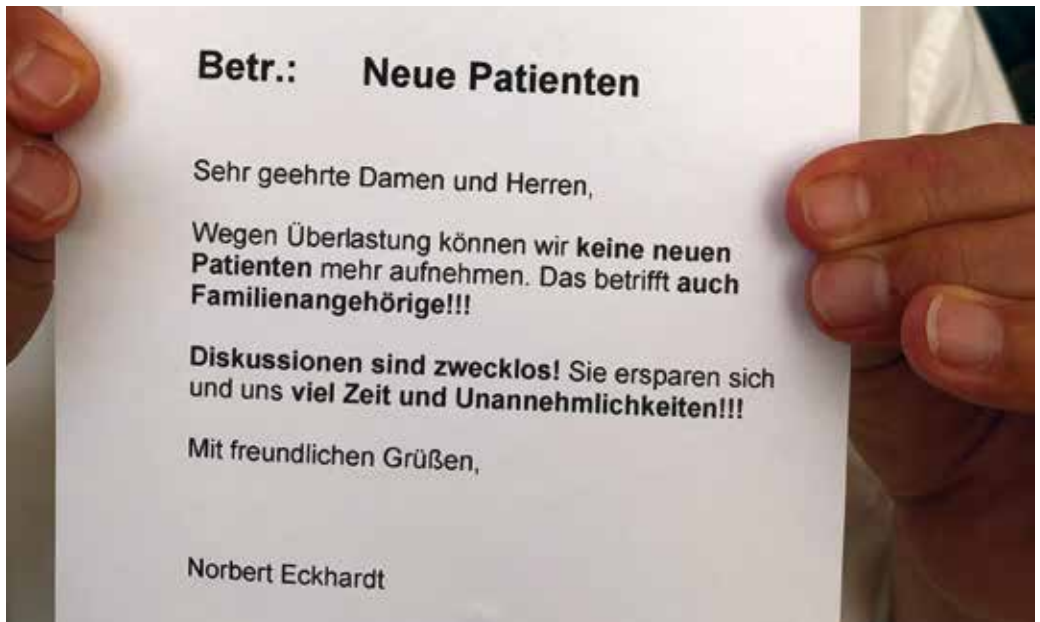 Betr.: Neue Patienten
Sehr geehrte Damen und Herren,
Wegen Überlastung können wir keine neuen
Patienten mehr aufnehmen. Das betrifft auch
Familienangehörige!!!
Diskussionen sind zwecklos! Sie ersparen sich
und uns viel Zeit und Unannehmlichkeiten!!!
Mit freundlichen Grüßen,
Norbert Eckhardt